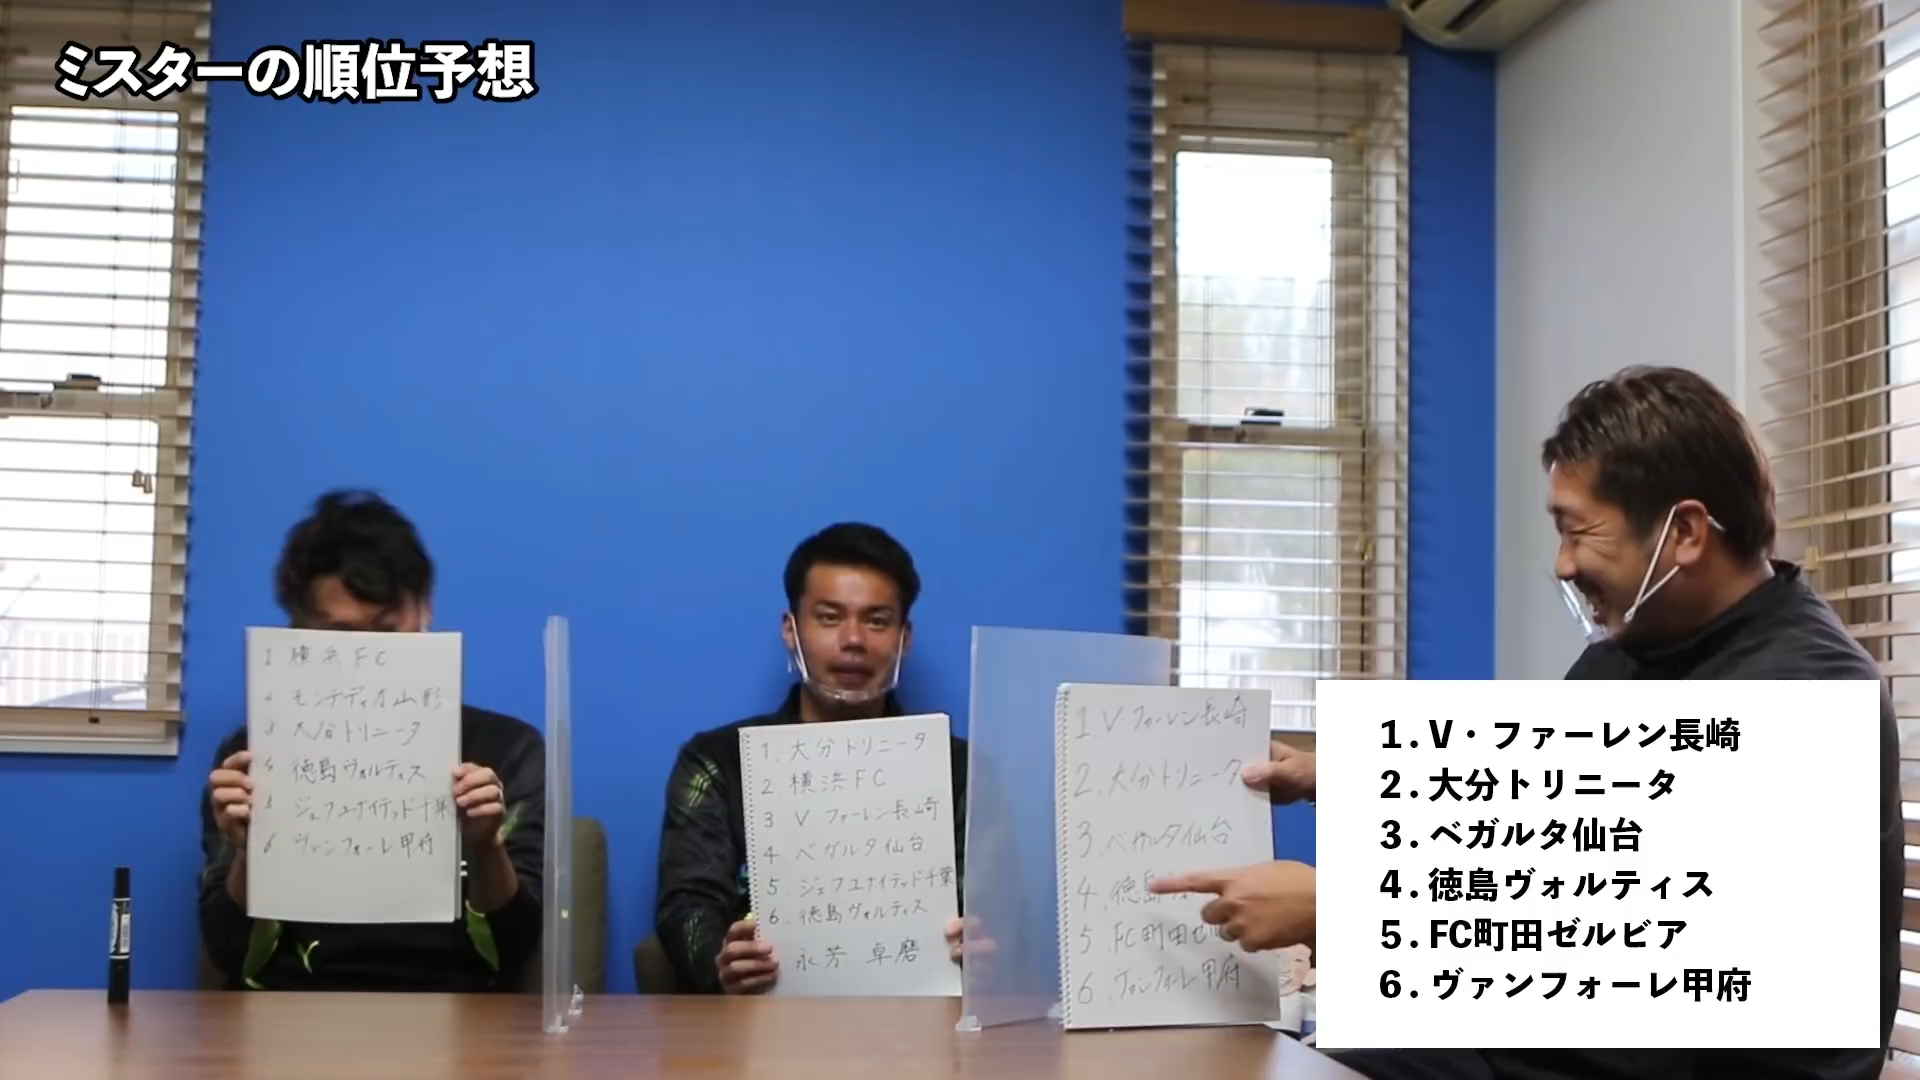 ミスターの順位予想
1 横浜FC
2 モンテディオ山形
3 大分トリニータ
4 徳島ヴォルティス
5 ジェフユナイテッド千葉
6 ヴァンフォーレ甲府
1. 大分トリニータ
2 横浜FC
3 V ファーレン長崎
4. ベガルタ仙台
5. ジェフユナイテッド千葉
6. 徳島ヴォルティス
永芳 卓磨
1. V・ファーレン長崎
2. 大分トリニータ
3. ベガルタ仙台
4. 徳島
5. FC町田ゼル
6. ヴァンフォーレ甲府
1. V・ファーレン長崎
2. 大分トリニータ
3. ベガルタ仙台
4. 徳島ヴォルティス
5. FC町田ゼルビア
6. ヴァンフォーレ甲府